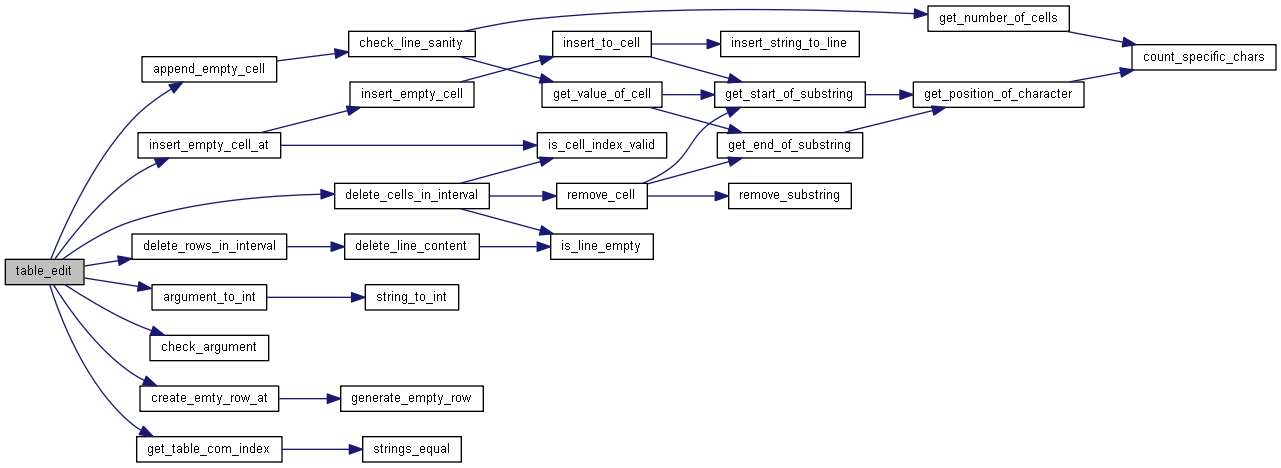 table_edit
append_empty_cell
check_line_sanity
get_number_of_cells
count_specific_chars
insert_to_cell
insert_string_to_line
insert_empty_cell
get_value_of_cell
get_start_of_substring
get_position_of_character
insert_empty_cell_at
is_cell_index_valid
get_end_of_substring
delete_cells_in_interval
remove_cell
remove_substring
delete_rows_in_interval
delete_line_content
is_line_empty
argument_to_int
string_to_int
check_argument
create_emty_row_at
generate_empty_row
get_table_com_index
strings_equal